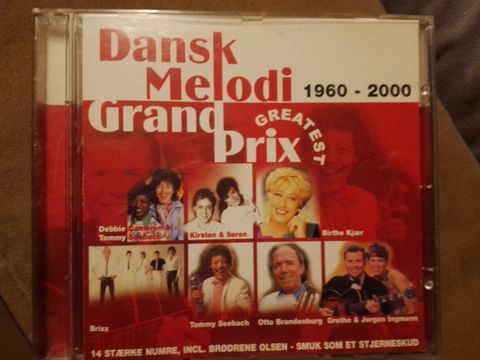 Dansk
Melodi 1960 - 2000
Grand
Prix
GREATEST
Debbie
Tommy
Kirsten & Søren
Birthe Kjær
Brixx
Tommy Seebach
Otto Brandenburg
Grethe & Jørgen Ingmann
14 STÆRKE NUMRE, INCL. BRØDRENE OLSEN - SMUK SOM ET STJERNESKUD